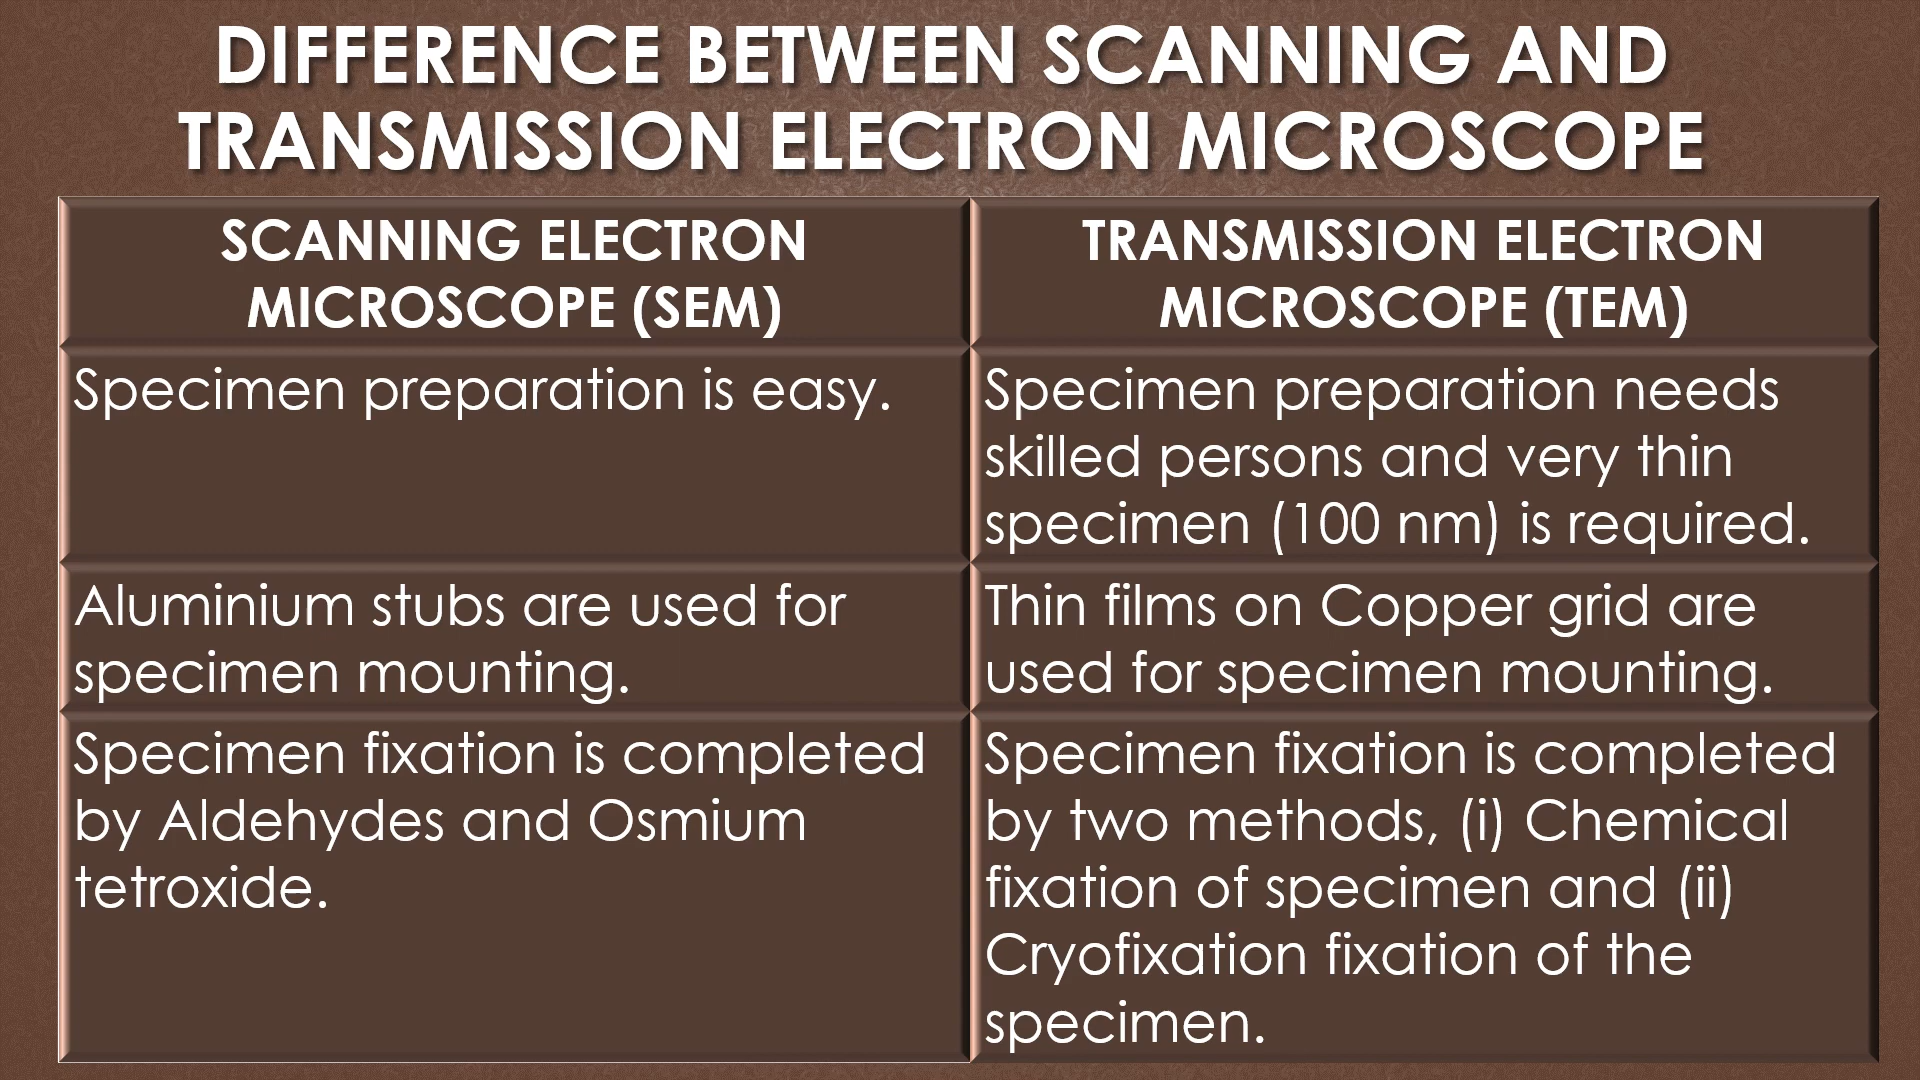 DIFFERENCE BETWEEN SCANNING AND
TRANSMISSION ELECTRON MICROSCOPE
SCANNING ELECTRON
MICROSCOPE (SEM)
TRANSMISSION ELECTRON
MICROSCOPE (TEM)
Specimen preparation is easy.
Specimen preparation needs
skilled persons and very thin
specimen (100 nm) is required.
Aluminium stubs are used for
specimen mounting.
Thin films on Copper grid are
used for specimen mounting.
Specimen fixation is completed
by Aldehydes and Osmium
tetroxide.
Specimen fixation is completed
by two methods, (i) Chemical
fixation of specimen and (ii)
Cryofixation fixation of the
specimen.